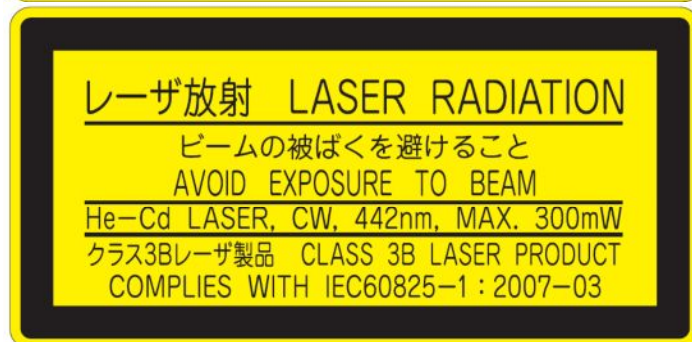 レーザ放射 LASER RADIATION
ビームの被ばくを避けること
AVOID EXPOSURE TO BEAM
He-Cd LASER, CW, 442nm, MAX. 300mW
クラス3Bレーザ製品 CLASS 3B LASER PRODUCT
COMPLIES WITH IEC60825-1:2007-03